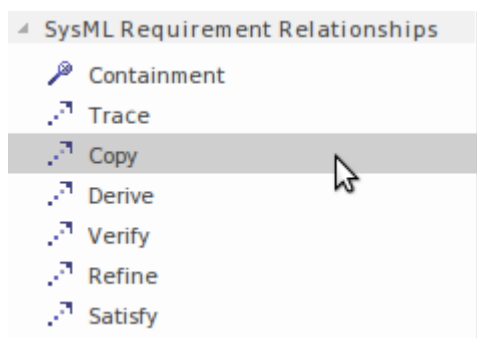 SysML Requirement Relationships
Containment
Trace
Copy
Derive
Verify
Refine
Satisfy